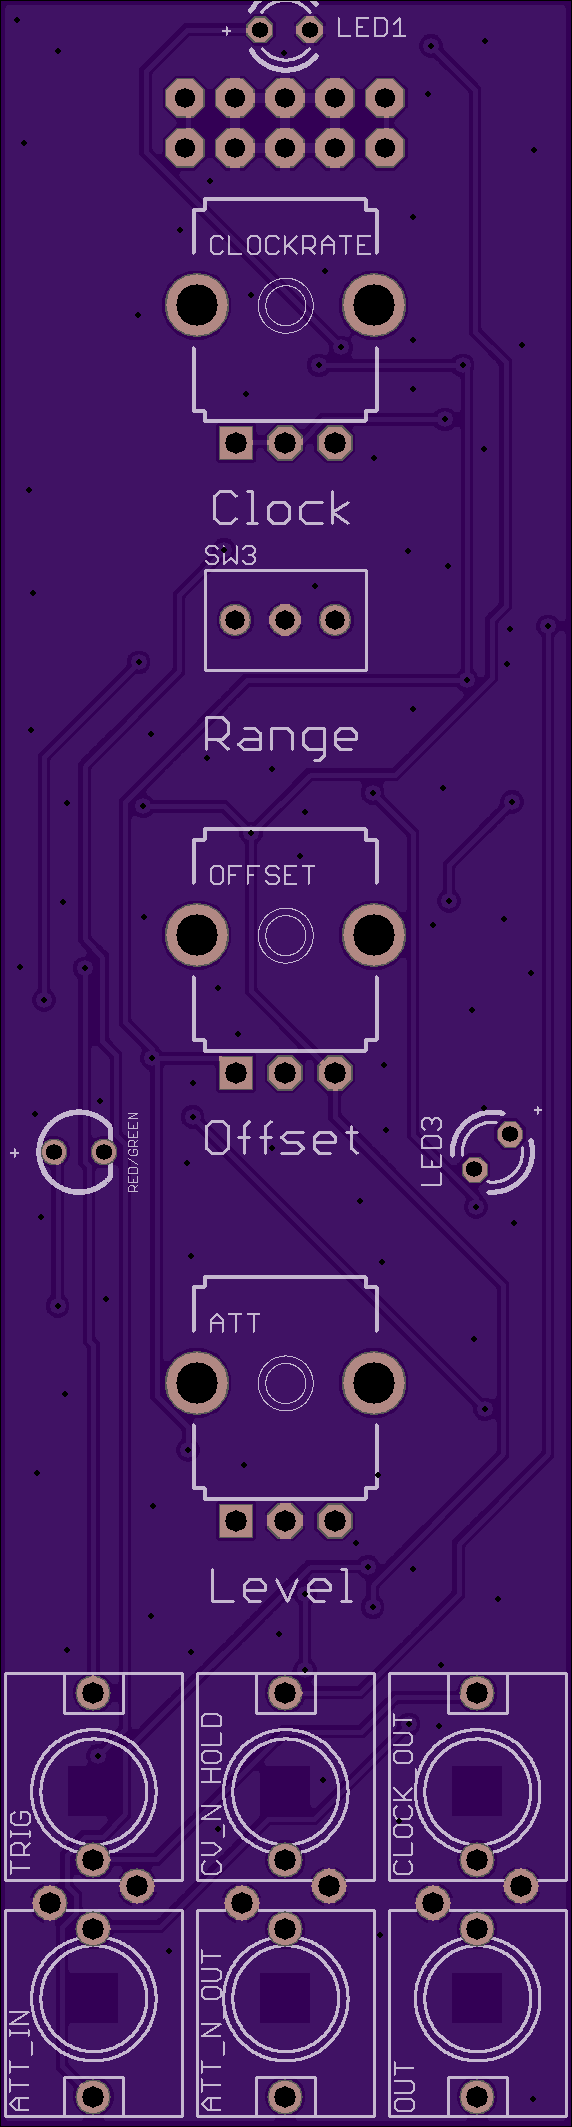 +
LED1
CLOCKRATE
Clock
SW3
Range
OFFSET
Offset
+
RED/GREEN
LED3
+
ATT
Level
TRIG
CV_N_HOLD
CLOCK_OUT
ATT_IN
ATT_N_OUT
OUT